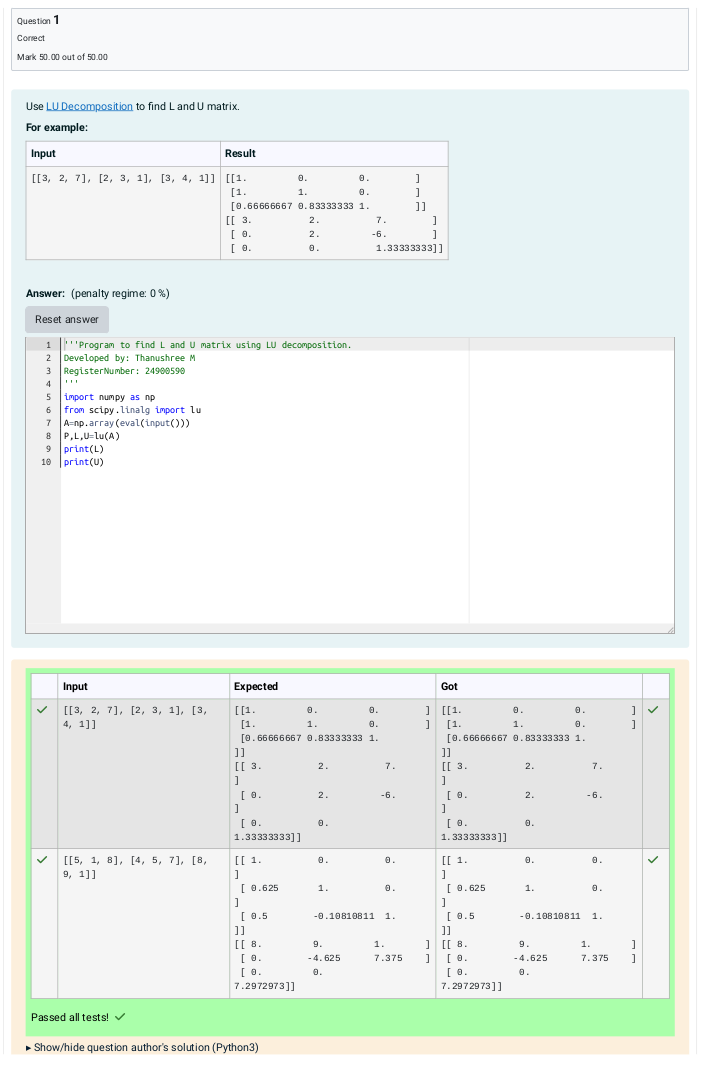 Question 1
Correct
Mark 50.00 out of 50.00
Use LU Decomposition to find L and U matrix.
For example:
Input Result
[[3, 2, 7], [2, 3, 1], [3, 4, 1]] [[1. 0. 0. ]
[1. 1. 0. ]
[0.66666667 0.83333333 1. ]]
[[ 3. 2. 7. ]
[ 0. 2. -6. ]
[ 0. 0. 1.33333333]]
Answer: (penalty regime: 0 %)
Reset answer
1 '''Program to find L and U matrix using LU decomposition.
2 Developed by: Thanushree M
3 RegisterNumber: 24900590
4 '''
5 import numpy as np
6 from scipy.linalg import lu
7 A=np.array(eval(input()))
8 P,L,U=lu(A)
9 print(L)
10 print(U)
Input Expected Got
[[3, 2, 7], [2, 3, 1], [3, [[1. 0. 0. ] [[1. 0. 0. ]
4, 1]] [1. 1. 0. ] [1. 1. 0. ]
[0.66666667 0.83333333 1. [0.66666667 0.83333333 1.
]] ]]
[[ 3. 2. 7. [[ 3. 2. 7.
] ]
[ 0. 2. -6. [ 0. 2. -6.
] ]
[ 0. 0. [ 0. 0.
1.33333333]] 1.33333333]]
[[5, 1, 8], [4, 5, 7], [8, [[ 1. 0. 0. [[ 1. 0. 0.
9, 1]] ] ]
[ 0.625 1. 0. [ 0.625 1. 0.
] ]
[ 0.5 -0.10810811 1. [ 0.5 -0.10810811 1.
]] ]]
[[ 8. 9. 1. ] [[ 8. 9. 1. ]
[ 0. -4.625 7.375 ] [ 0. -4.625 7.375 ]
[ 0. 0. [ 0. 0.
7.2972973]] 7.2972973]]
Passed all tests!
Show/hide question author's solution (Python3)